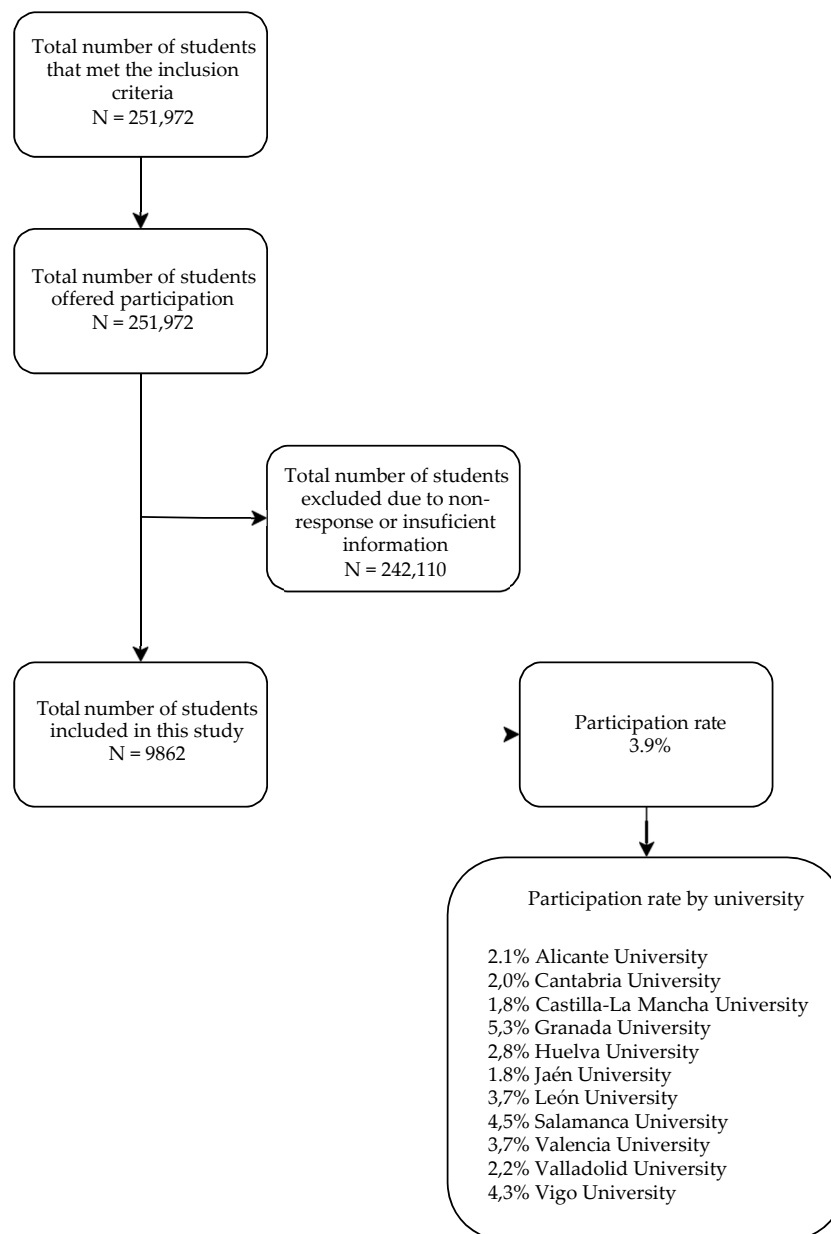 Total number of students
that met the inclusion
criteria
N = 251,972
Total number of students
offered participation
N = 251,972
Total number of students
excluded due to non-
response or insuficient
information
N = 242,110
Total number of students
included in this study
N = 9862
Participation rate
3.9%
Participation rate by university
2.1% Alicante University
2,0% Cantabria University
1,8% Castilla-La Mancha University
5,3% Granada University
2,8% Huelva University
1.8% Jaén University
3,7% León University
4,5% Salamanca University
3,7% Valencia University
2,2% Valladolid University
4,3% Vigo University